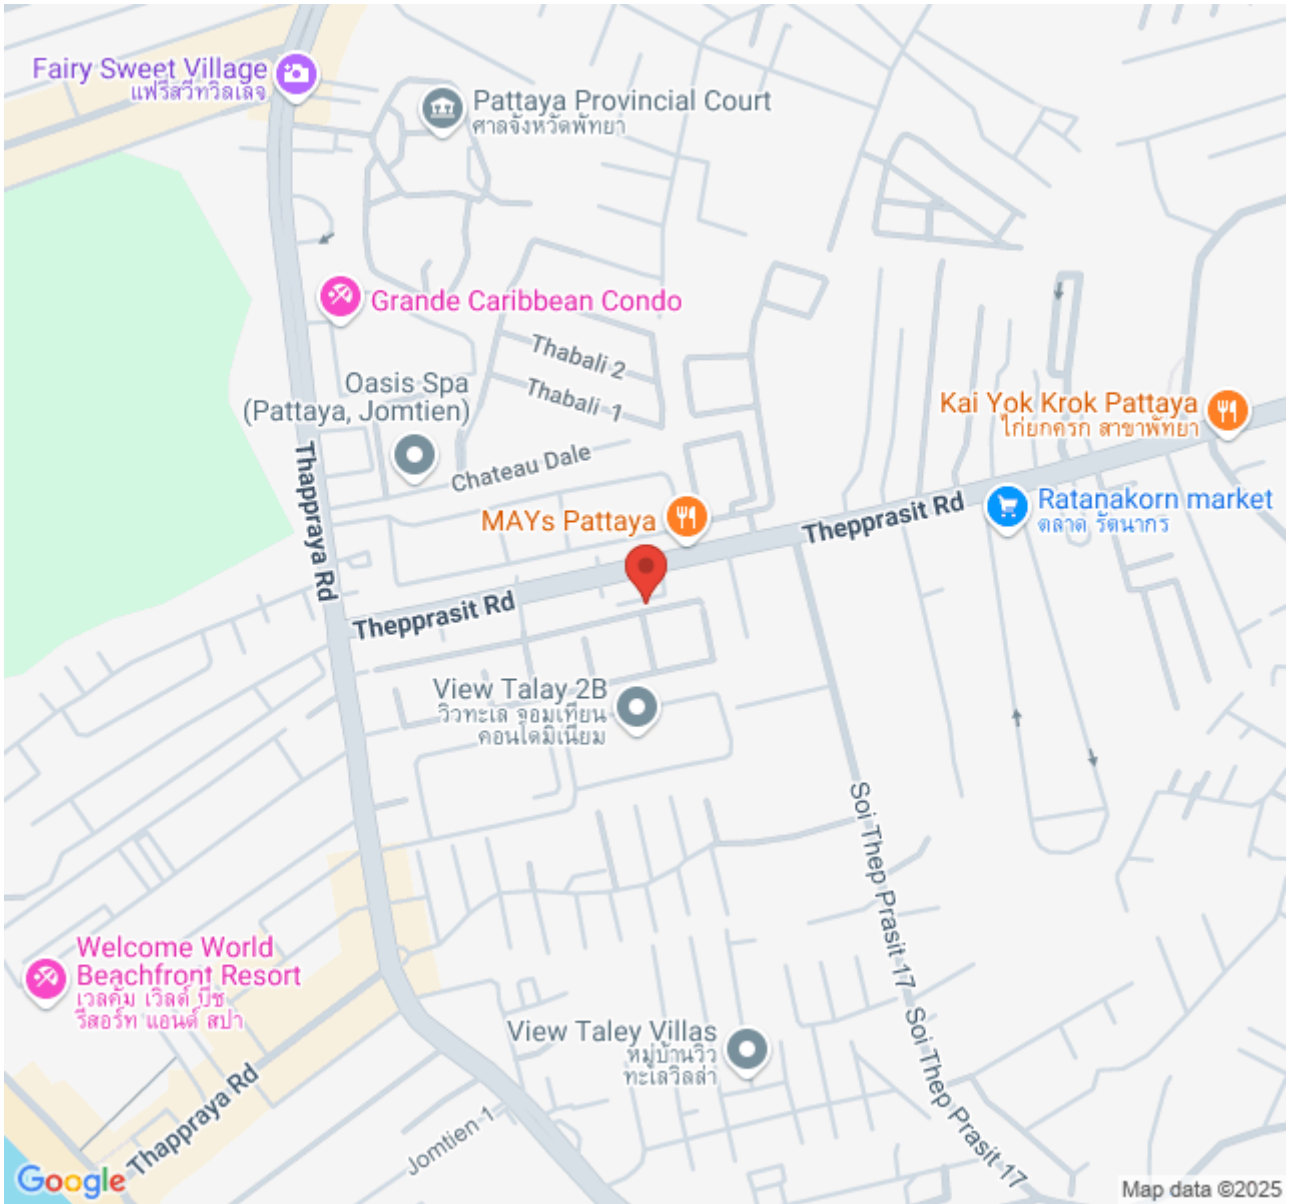 Fairy Sweet Village
แฟรี่สวีทวิลเลจ
Pattaya Provincial Court
ศาลจังหวัดพัทยา
Grande Caribbean Condo
Thabali 2
Thabali 1
Oasis Spa
(Pattaya, Jomtien)
Chateau Dale
Kai Yok Krok Pattaya
ไก่ยกครก สาขาพัทยา
Thappraya Rd
MAYs Pattaya
Thepprasit Rd
Ratanakorn market
ตลาด รัตนากร
Thepprasit Rd
View Talay 2B
วิวทะเล จอมเทียน
คอนโดมิเนียม
Soi Thep Prasit 17
Welcome World
Beachfront Resort
เวลคัม เวิลด์ บีช
รีสอร์ท แอนด์ สปา
View Taley Villas
หมู่บ้านวิว
ทะเลวิลล่า
Soi Thep Prasit 17
Thappraya Rd
Jomtien 1
Google
Map data ©2025